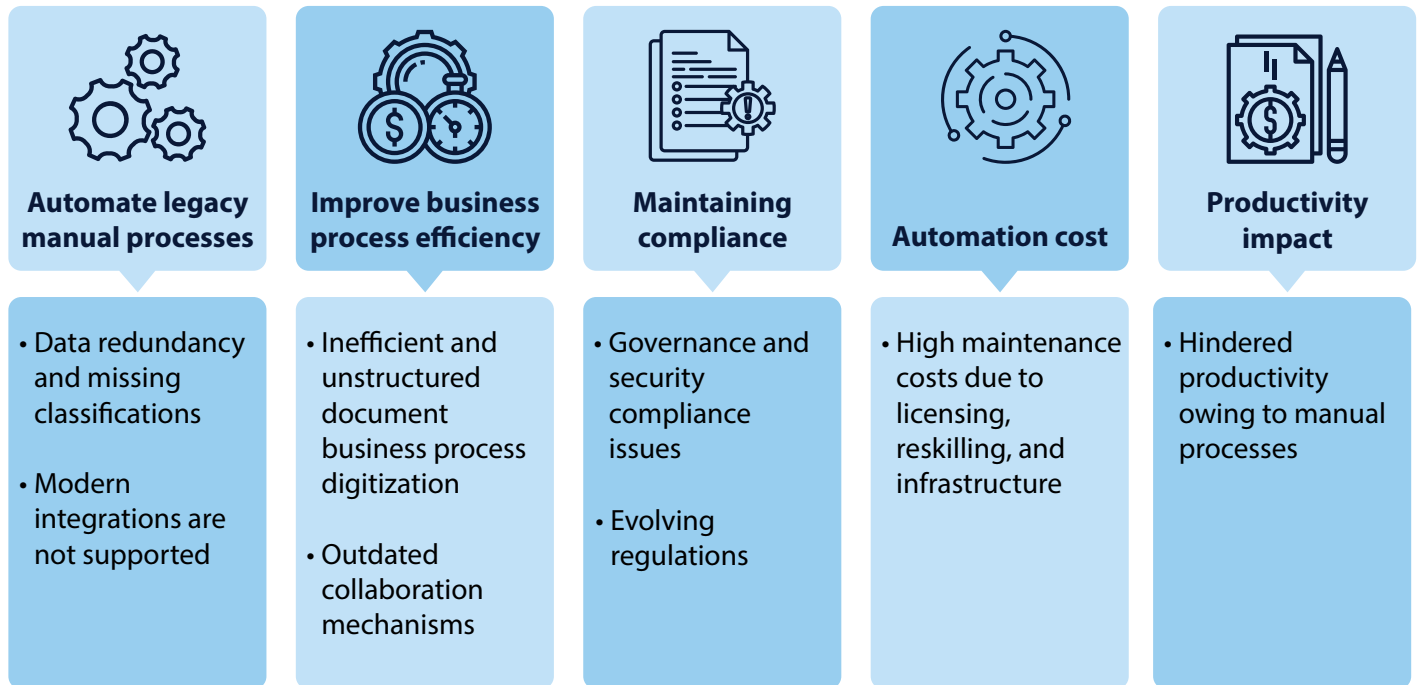 Automate legacy
manual processes
• Data redundancy
and missing
classifications
• Modern
integrations are
not supported
Improve business
process efficiency
• Inefficient and
unstructured
document
business process
digitization
• Outdated
collaboration
mechanisms
Maintaining
compliance
• Governance and
security
compliance
issues
• Evolving
regulations
Automation cost
• High maintenance
costs due to
licensing,
reskilling, and
infrastructure
Productivity
impact
• Hindered
productivity
owing to manual
processes